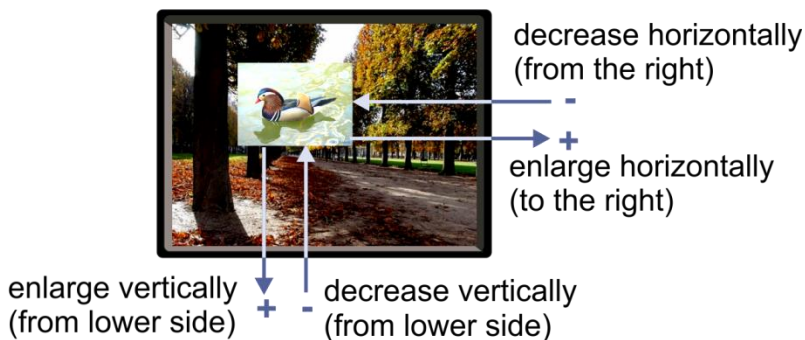 decrease horizontally
(from the right)
-
+
enlarge horizontally
(to the right)
enlarge vertically
(from lower side)
+
-
decrease vertically
(from lower side)